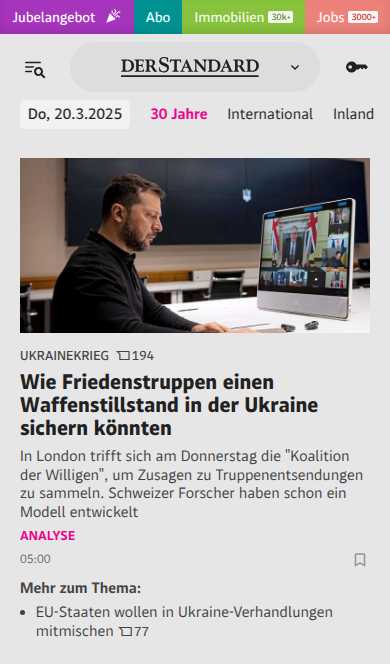 Jubelangebot Abo Immobilien 30k+ Jobs 3000+
DERSTANDARD
Do, 20.3.2025 30 Jahre International Inland
UKRAINEKRIEG 194
Wie Friedenstruppen einen
Waffenstillstand in der Ukraine
sichern könnten
In London trifft sich am Donnerstag die "Koalition
der Willigen", um Zusagen zu Truppenentsendungen
zu sammeln. Schweizer Forscher haben schon ein
Modell entwickelt
ANALYSE
05:00
Mehr zum Thema:
• EU-Staaten wollen in Ukraine-Verhandlungen
mitmischen 77